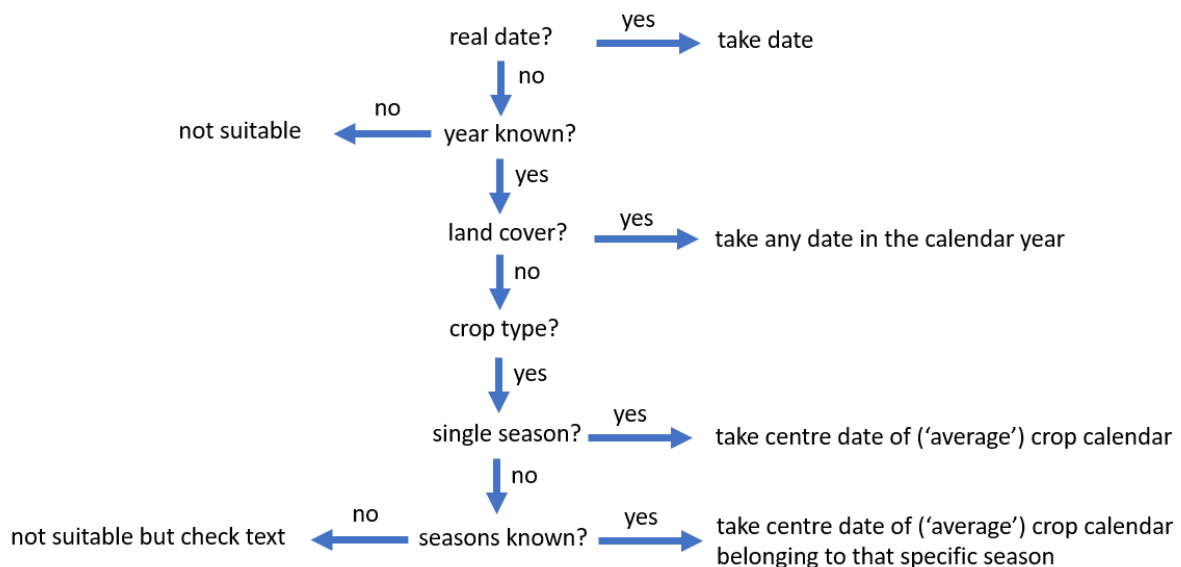 yes
real date?
take date
no
no
not suitable
year known?
yes
yes
land cover?
take any date in the calendar year
no
crop type?
yes
yes
single season?
take centre date of (‘average’) crop calendar
no
no
yes
not suitable but check text
seasons known?
take centre date of (‘average’) crop calendar
belonging to that specific season